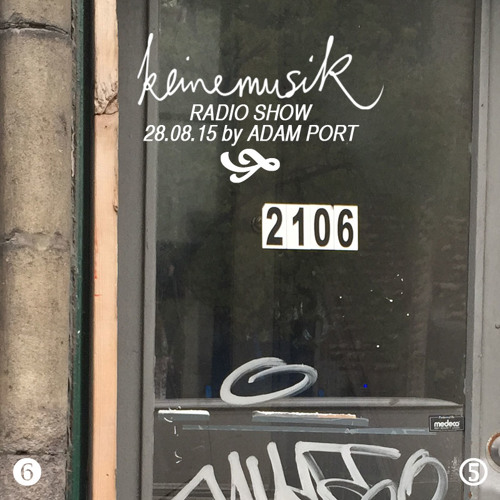 keinemusik
RADIO SHOW
28.08.15 by ADAM PORT
2106
medeco
6
5